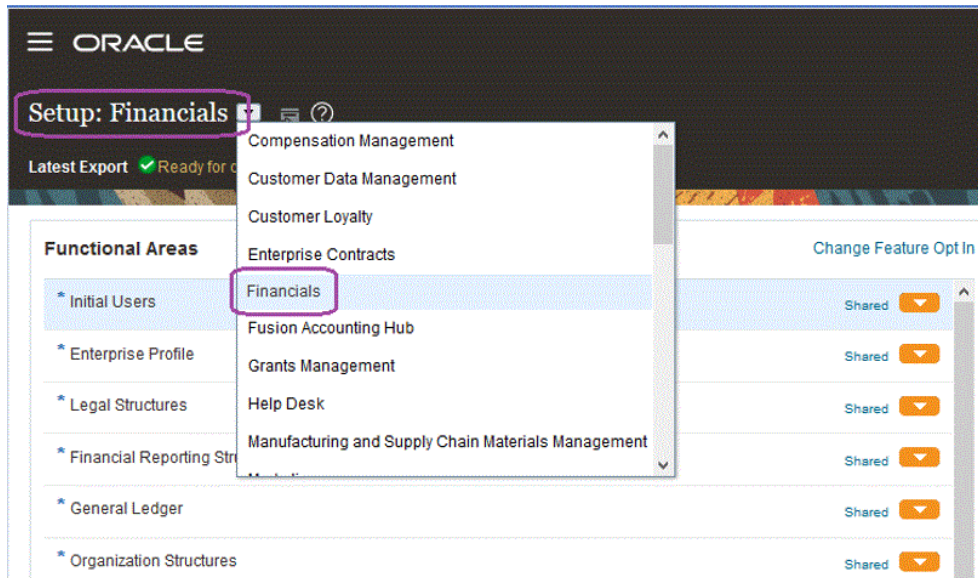 ORACLE
Setup: Financials
Latest Export Ready for
Compensation Management
Customer Data Management
Customer Loyalty
Enterprise Contracts
Financials
Fusion Accounting Hub
Grants Management
Help Desk
Manufacturing and Supply Chain Materials Management
Functional Areas
Change Feature Opt In
* Initial Users Shared
* Enterprise Profile Shared
* Legal Structures Shared
* Financial Reporting Shared
* General Ledger Shared
* Organization Structures Shared